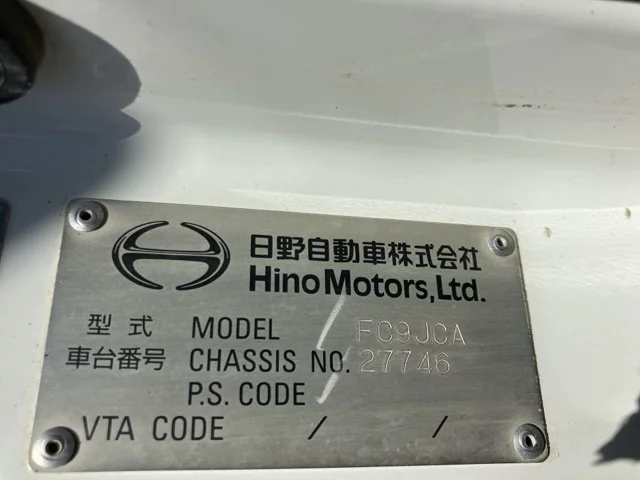 日野自動車株式会社
Hino Motors, Ltd.
型式 MODEL FC9JCA
車台番号 CHASSIS NO. 27746
P.S. CODE
VTA CODE / /